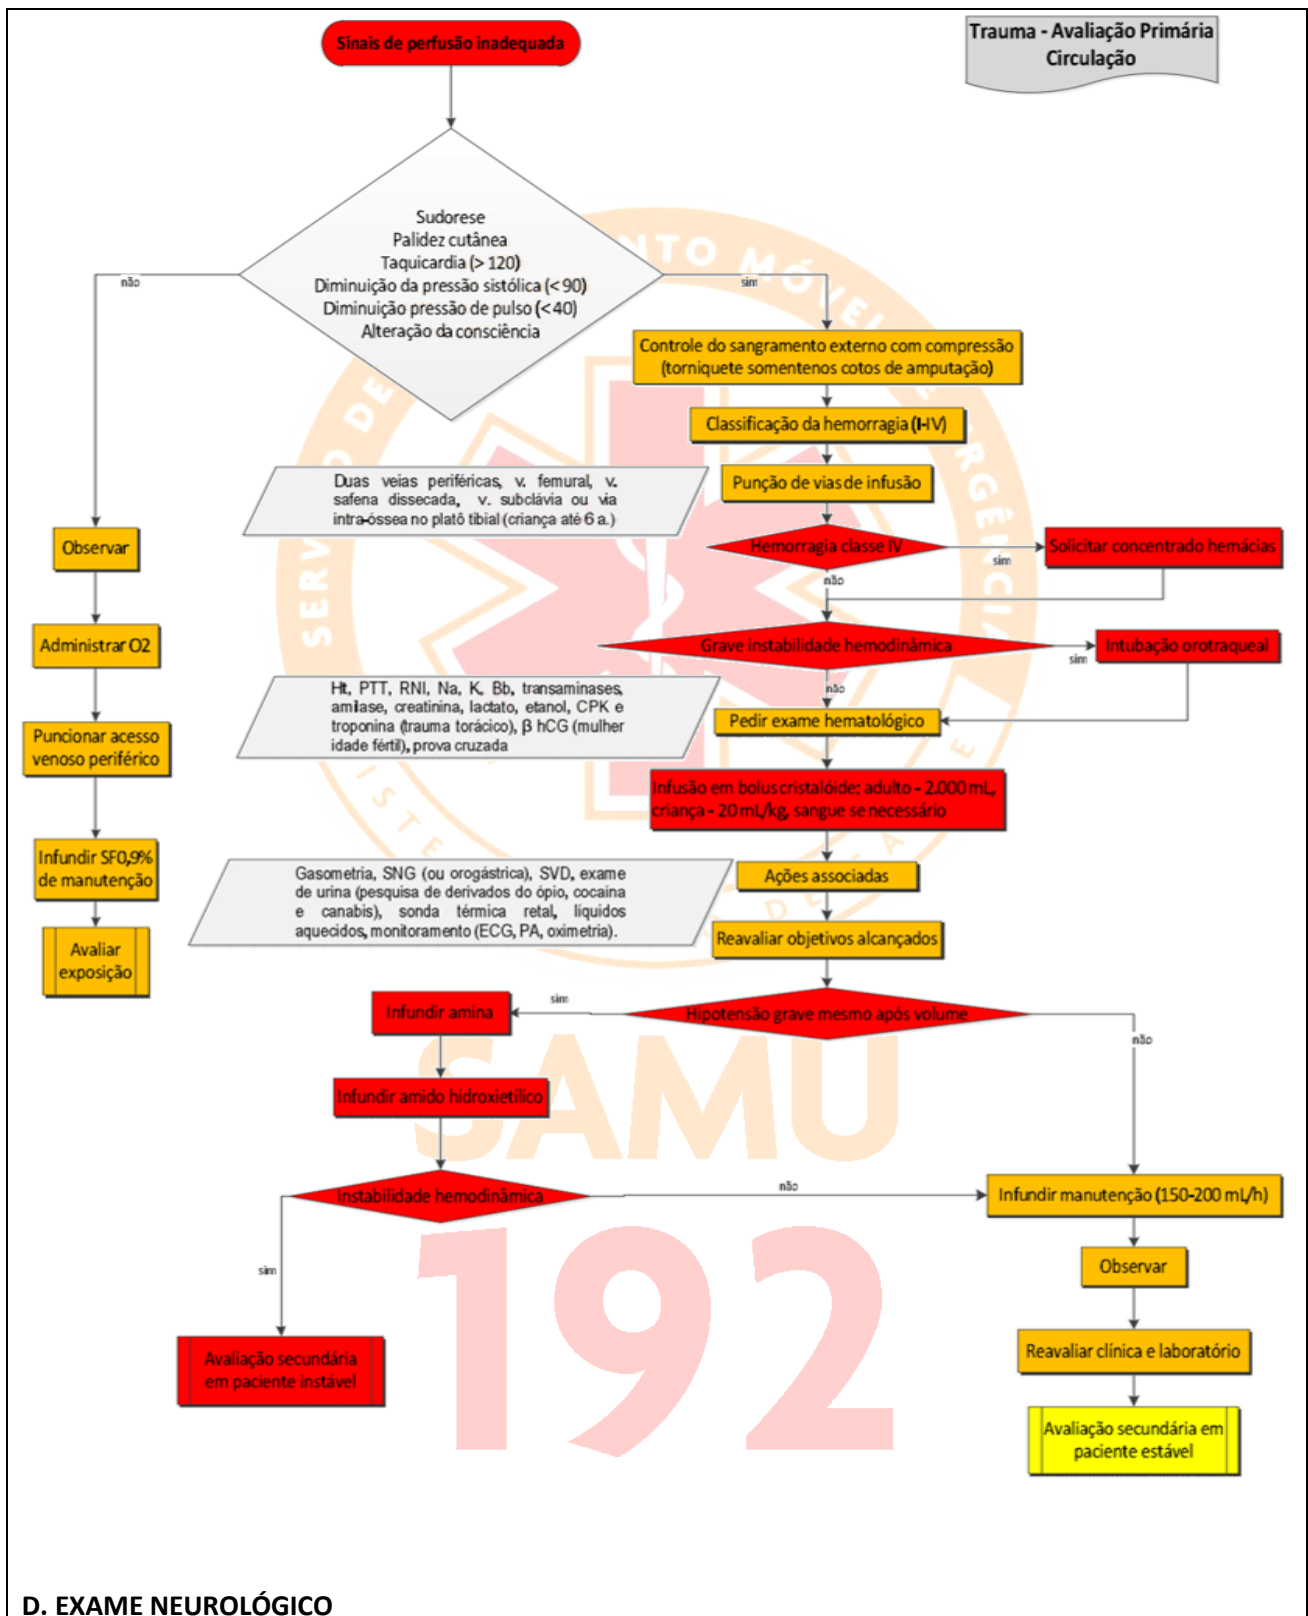 Sinais de perfusão inadequada
Trauma - Avaliação Primária
Circulação
Sudorese
Palidez cutânea
Taquicardia (> 120)
Diminuição da pressão sistólica (< 90)
Diminuição pressão de pulso (<40)
Alteração da consciência
não
sim
Controle do sangramento externo com compressão
(torniquete somentenos cotos de amputação)
Classificação da hemorragia (I-IV)
Punção de vias de infusão
Duas veias periféricas, v. femural, v.
safena dissecada, v. subclávia ou via
intra-óssea no platô tibial (criança até 6 a.)
Hemorragia classe IV
sim
Solicitar concentrado hemácias
não
Grave instabilidade hemodinâmica
sim
Intubação orotraqueal
não
Pedir exame hematológico
Ht, PTT, RNI, Na, K, Bb, transaminases,
amilase, creatinina, lactato, etanol, CPK e
troponina (trauma torácico), β hCG (mulher
idade fértil), prova cruzada
Infusão em bolus cristalóide: adulto - 2.000 mL,
criança - 20 mL/kg, sangue se necessário
Ações associadas
Gasometria, SNG (ou orogástrica), SVD, exame
de urina (pesquisa de derivados do ópio, cocaína
e canabis), sonda térmica retal, líquidos
aquecidos, monitoramento (ECG, PA, oximetria).
Reavaliar objetivos alcançados
Observar
Administrar O2
Puncionar acesso
venoso periférico
Infundir SF0,9%
de manutenção
Avaliar
exposição
Hipotensão grave mesmo após volume
sim
não
Infundir amina
Infundir amido hidroxietílico
Instabilidade hemodinâmica
não
sim
Infundir manutenção (150-200 mL/h)
Observar
Reavaliar clínica e laboratório
Avaliação secundária
em paciente instável
Avaliação secundária em
paciente estável
SAMU
192
D. EXAME NEUROLÓGICO